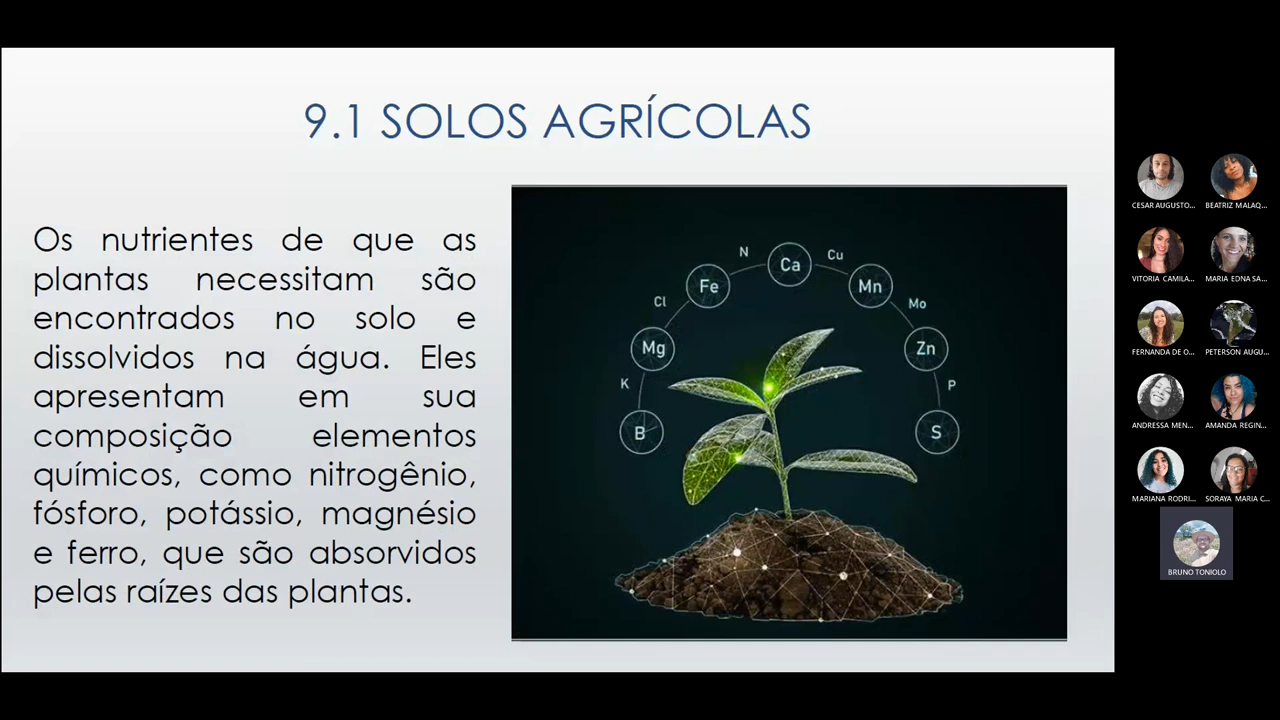 9.1 SOLOS AGRÍCOLAS
Os nutrientes de que as
plantas necessitam são
encontrados no solo e
dissolvidos na água. Eles
apresentam em sua
composição elementos
químicos, como nitrogênio,
fósforo, potássio, magnésio
e ferro, que são absorvidos
pelas raízes das plantas.
B
K
Mg
Cl
Fe
N
Ca
Cu
Mn
Mo
Zn
P
S
CESAR AUGUSTO...
BEATRIZ MALAQ...
VITORIA CAMILA...
MARIA EDNA SA...
FERNANDA DE O...
PETERSON AUGU...
ANDRESSA MEN...
AMANDA REGIN...
MARIANA RODRI...
SORAYA MARIA C...
BRUNO TONIOLO